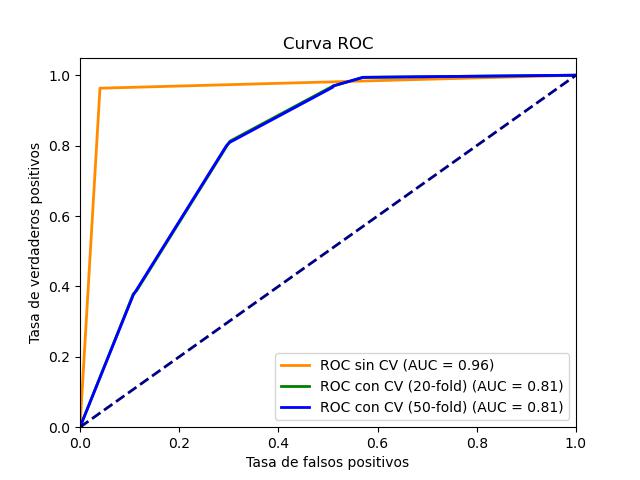 Curva ROC
1.0
0.8
0.6
0.4
0.2
0.0
Tasa de verdaderos positivos
ROC sin CV (AUC = 0.96)
ROC con CV (20-fold) (AUC = 0.81)
ROC con CV (50-fold) (AUC = 0.81)
0.0 0.2 0.4 0.6 0.8 1.0
Tasa de falsos positivos